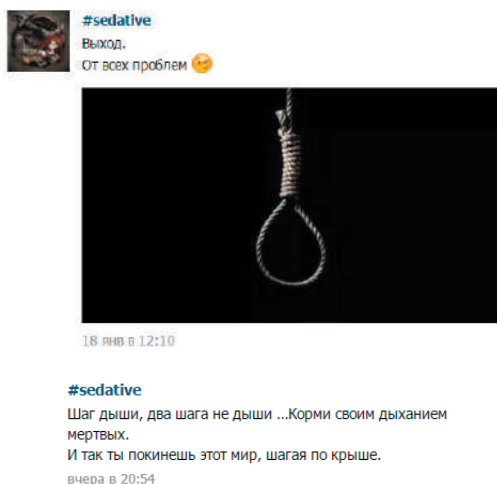 #sedative
Выход.
От всех проблем
18 янв в 12:10
#sedative
Шаг дыши, два шага не дыши ...Корми своим дыханием
мертвых.
И так ты покинешь этот мир, шагая по крыше.
вчера в 20:54